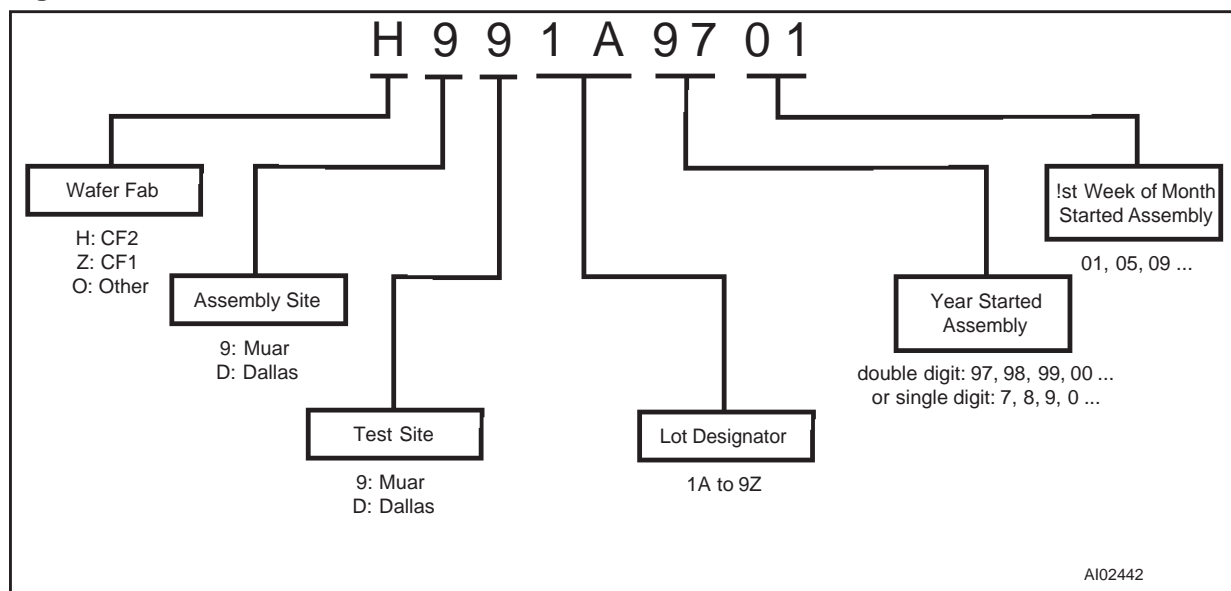 H 9 9 1 A 9 7 0 1
Wafer Fab
H: CF2
Z: CF1
O: Other
Assembly Site
9: Muar
D: Dallas
Test Site
9: Muar
D: Dallas
Lot Designator
1A to 9Z
Year Started
Assembly
double digit: 97, 98, 99, 00 ...
or single digit: 7, 8, 9, 0 ...
!st Week of Month
Started Assembly
01, 05, 09 ...
AI02442